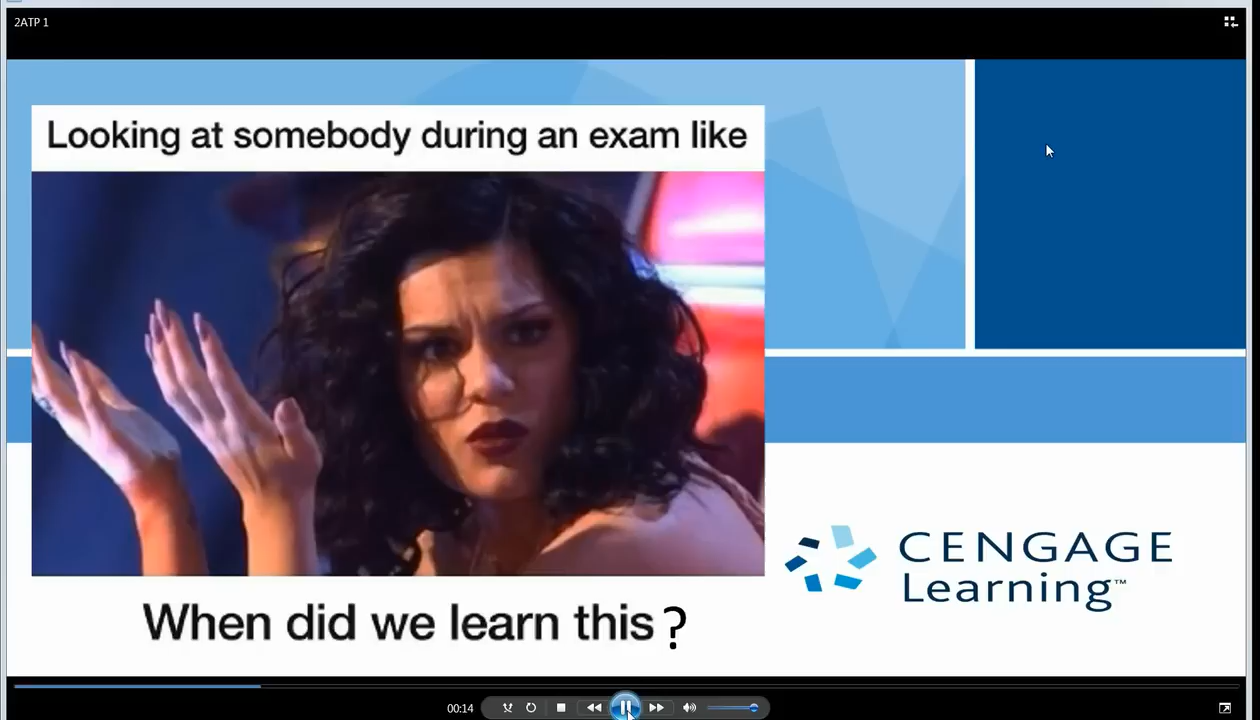 2ATP 1
Looking at somebody during an exam like
When did we learn this?
CENGAGE
Learning™
00:14